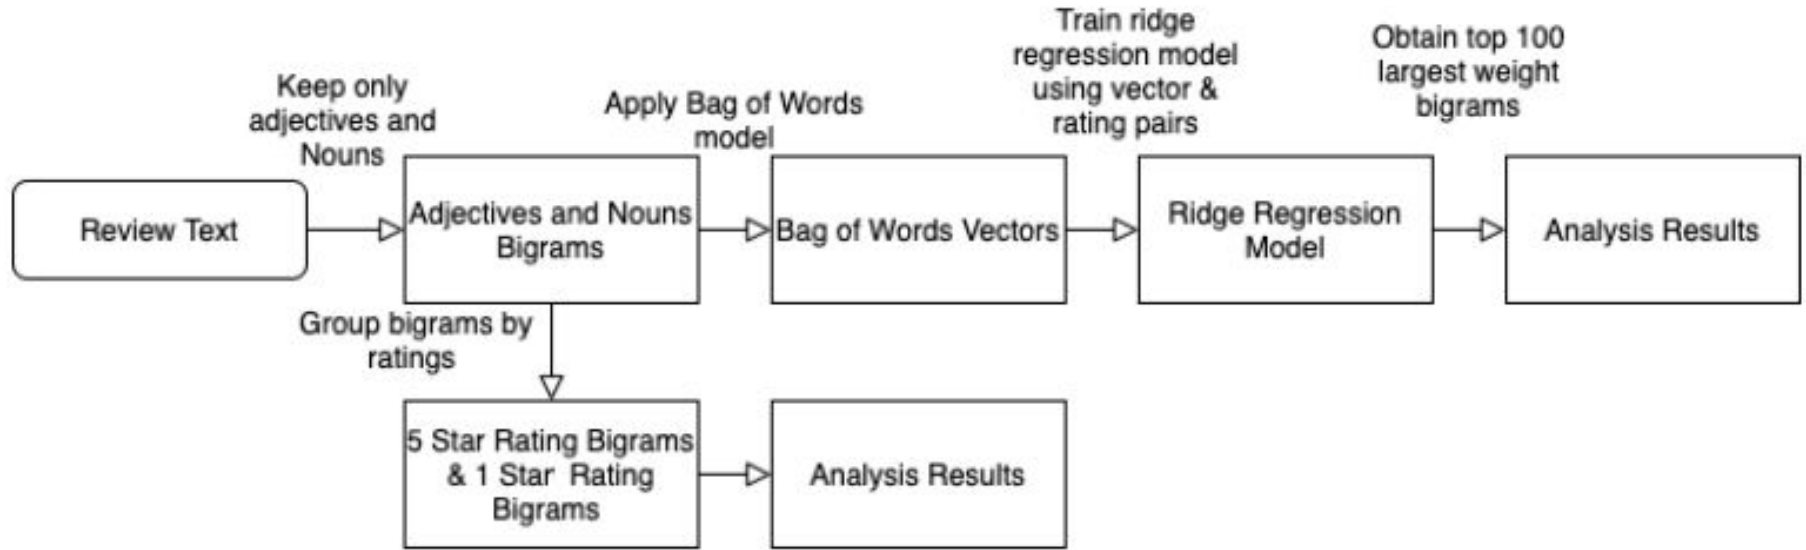 Review Text
Keep only
adjectives and
Nouns
Adjectives and Nouns
Bigrams
Apply Bag of Words
model
Bag of Words Vectors
Train ridge
regression model
using vector &
rating pairs
Ridge Regression
Model
Obtain top 100
largest weight
bigrams
Analysis Results
Group bigrams by
ratings
5 Star Rating Bigrams
& 1 Star Rating
Bigrams
Analysis Results